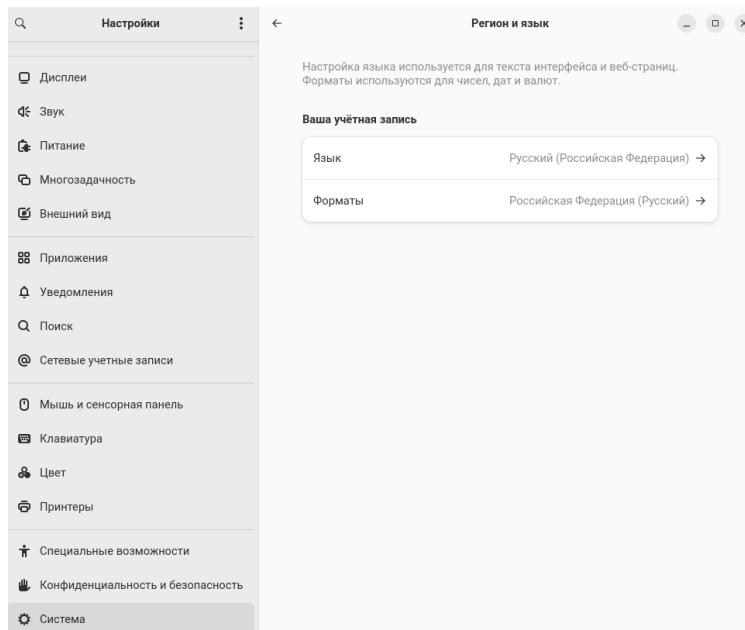 Настройки
Дисплеи
Звук
Питание
Многозадачность
Внешний вид
Приложения
Уведомления
Поиск
Сетевые учетные записи
Мышь и сенсорная панель
Клавиатура
Цвет
Принтеры
Специальные возможности
Конфиденциальность и безопасность
Система
Регион и язык
Настройка языка используется для текста интерфейса и веб-страниц.
Форматы используются для чисел, дат и валют.
Ваша учётная запись
Язык Русский (Российская Федерация)
Форматы Российская Федерация (Русский)